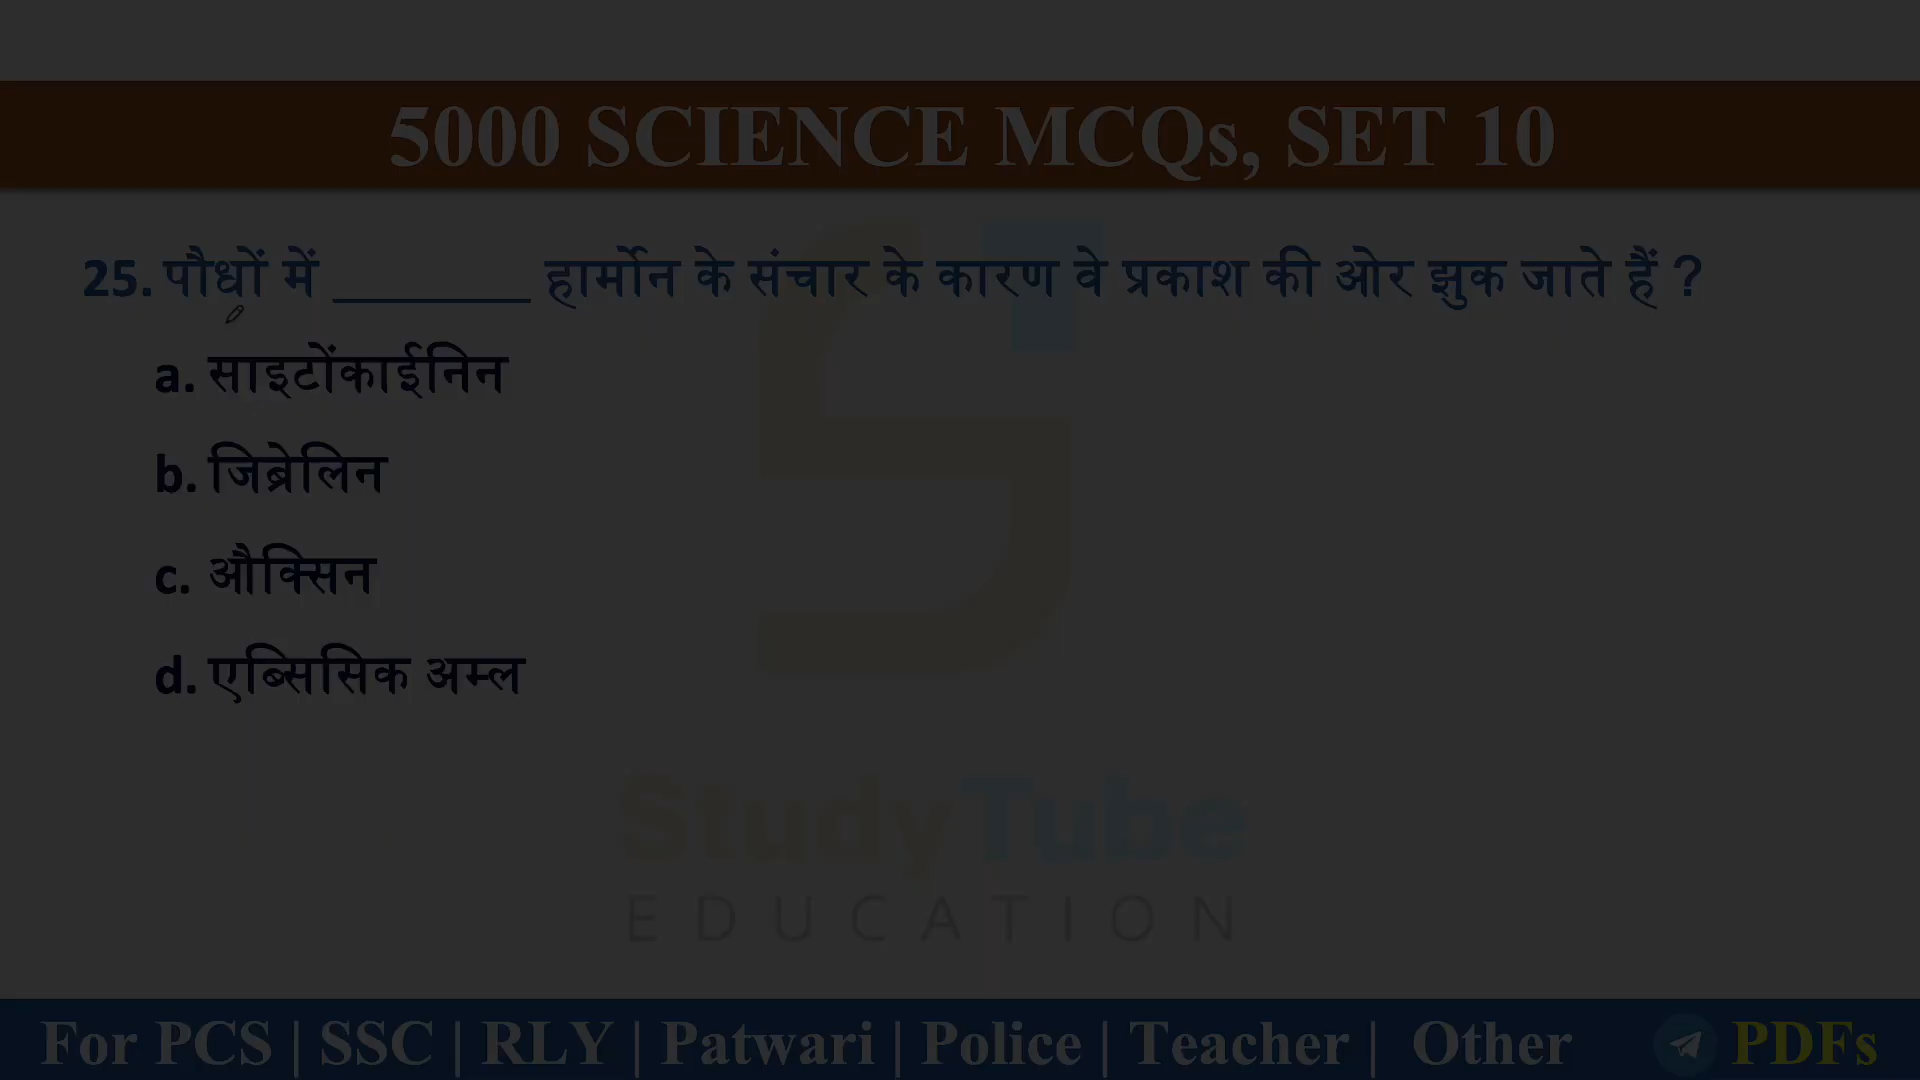 5000 SCIENCE MCQs, SET 10
25. पौधों में ________ हार्मोन के संचार के कारण वे प्रकाश की ओर झुक जाते हैं ?
a. साइटोंकाईनिन
b. जिब्रेलिन
c. औक्सिन
d. एब्सिसिक अम्ल
StudyTube
EDUCATION
For PCS | SSC | RLY | Patwari | Police | Teacher | Other PDFs